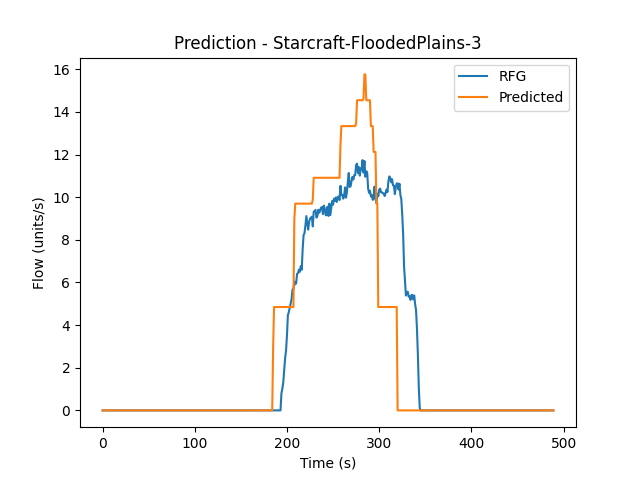 Prediction - Starcraft-FloodedPlains-3
RFG
Predicted
Flow (units/s)
16
14
12
10
8
6
4
2
0
0 100 200 300 400 500
Time (s)